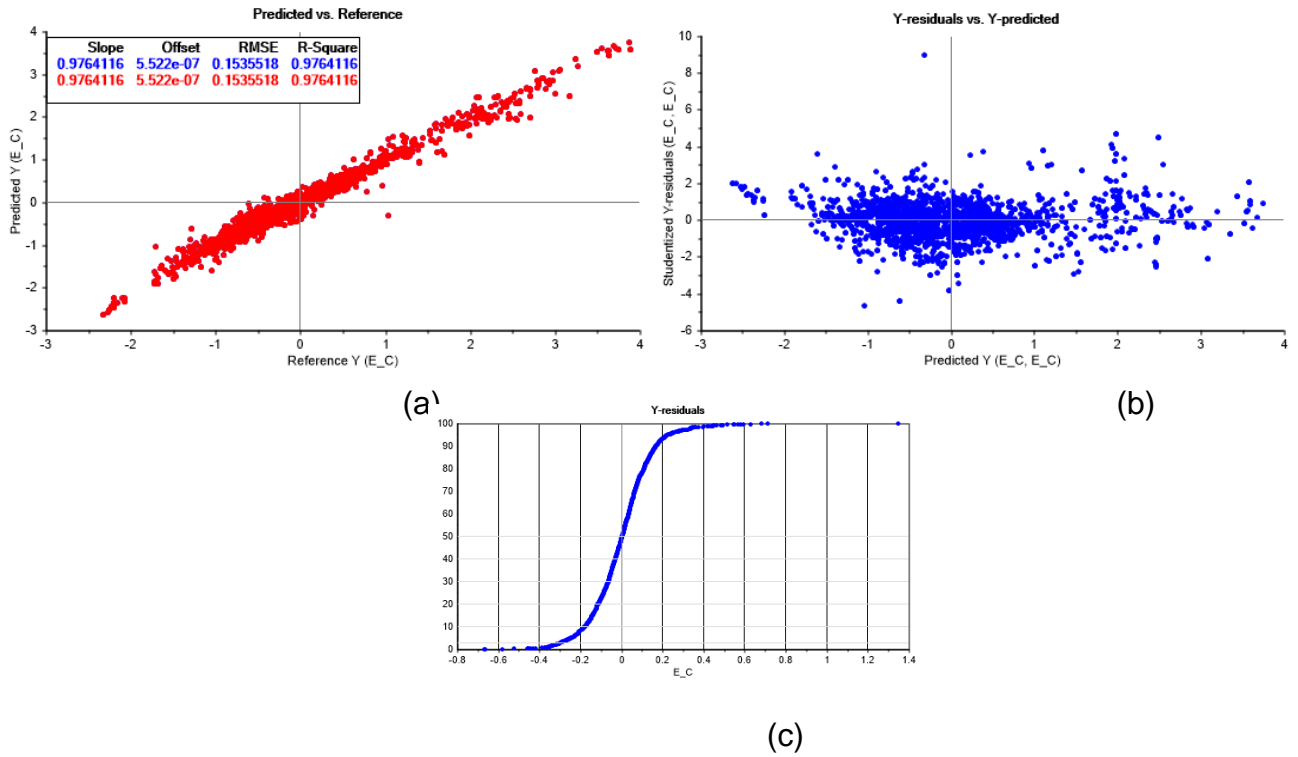 Predicted vs. Reference
Slope Offset RMSE R-Square
0.9764116 5.522e-07 0.1535518 0.9764116
0.9764116 5.522e-07 0.1535518 0.9764116
4
3
2
1
0
-1
-2
-3
Predicted Y (E_C)
-3 -2 -1 0 1 2 3 4
Reference Y (E_C)
(a)
Y-residuals vs. Y-predicted
10
8
6
4
2
0
-2
-4
-6
Studentized Y-residuals (E_C, E_C)
-3 -2 -1 0 1 2 3 4
Predicted Y (E_C, E_C)
(b)
Y-residuals
100
90
80
70
60
50
40
30
20
10
0
-0.8 -0.6 -0.4 -0.2 0 0.2 0.4 0.6 0.8 1 1.2 1.4
E_C
(c)